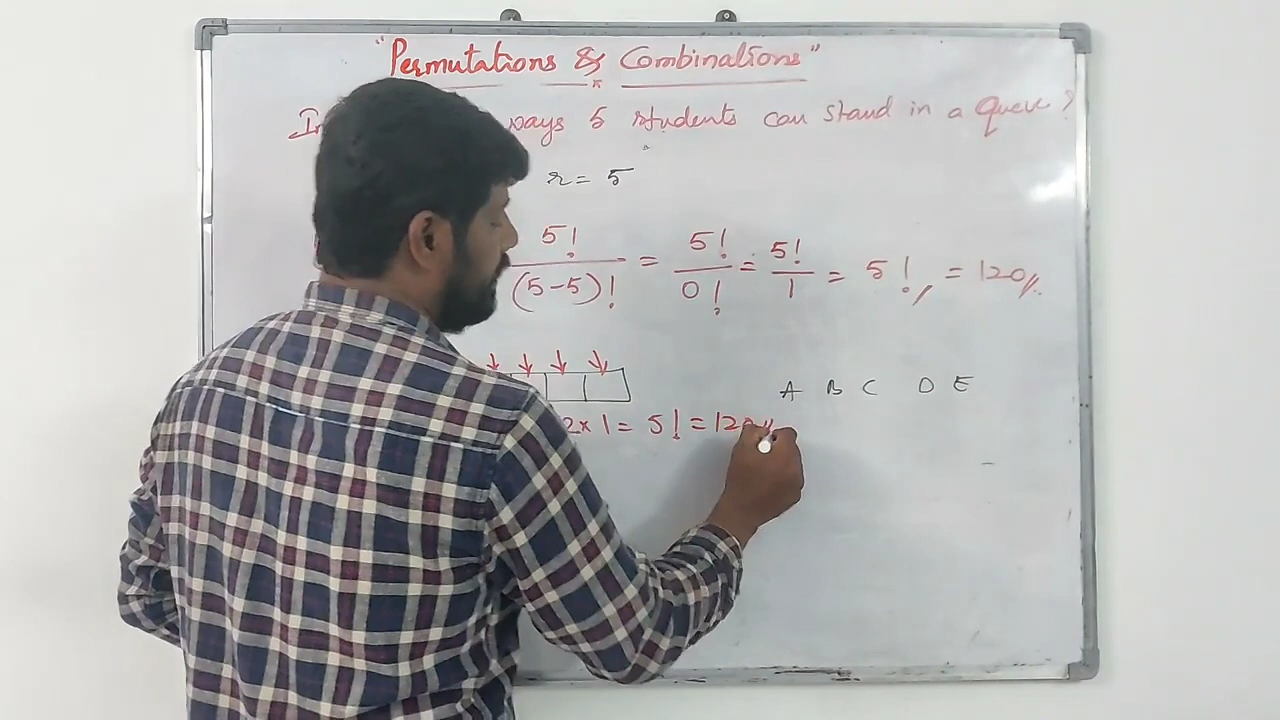 "Permutations & Combinations"
In ways 5 students can stand in a Queue?
r = 5
5! / (5-5)! = 5! / 0! = 5! / 1 = 5! = 120
A B C D E
2 x 1 = 5! = 120